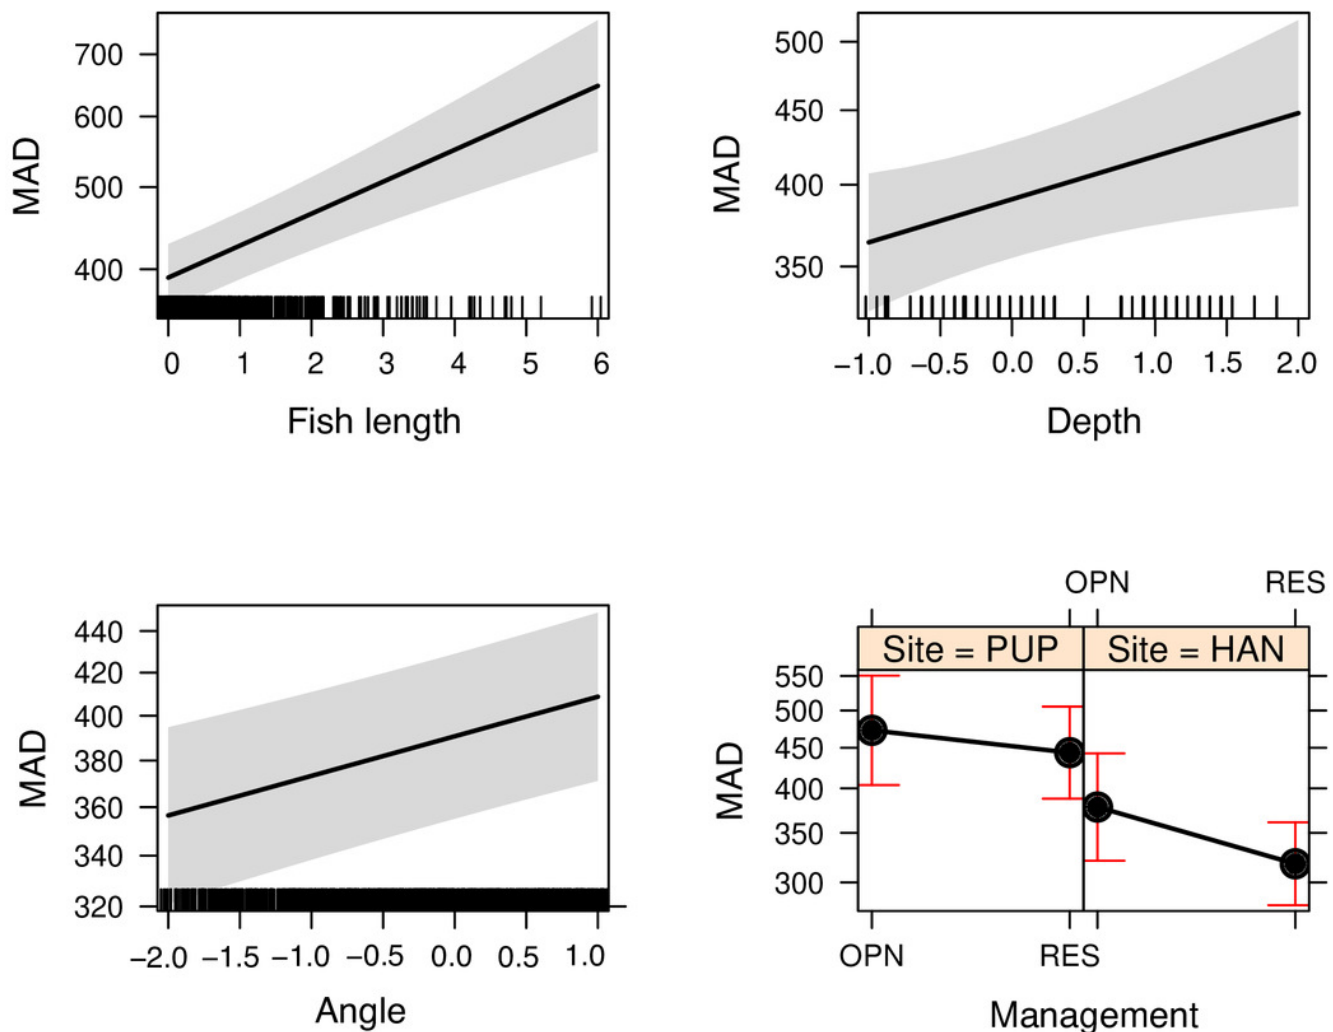 700
600
500
400
MAD
0 1 2 3 4 5 6
Fish length
500
450
400
350
MAD
−1.0 −0.5 0.0 0.5 1.0 1.5 2.0
Depth
440
420
400
380
360
340
320
MAD
−2.0 −1.5 −1.0 −0.5 0.0 0.5 1.0
Angle
OPN RES
Site = PUP Site = HAN
550
500
450
400
350
300
MAD
OPN RES
Management